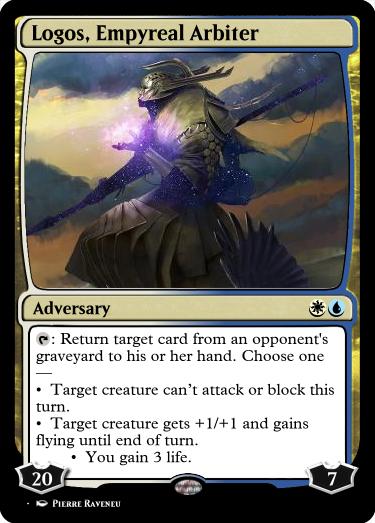 Logos, Empyreal Arbiter
Adversary
: Return target card from an opponent's
graveyard to his or her hand. Choose one
—
• Target creature can't attack or block this
turn.
• Target creature gets +1/+1 and gains
flying until end of turn.
• You gain 3 life.
20
7
Pierre Raveneu